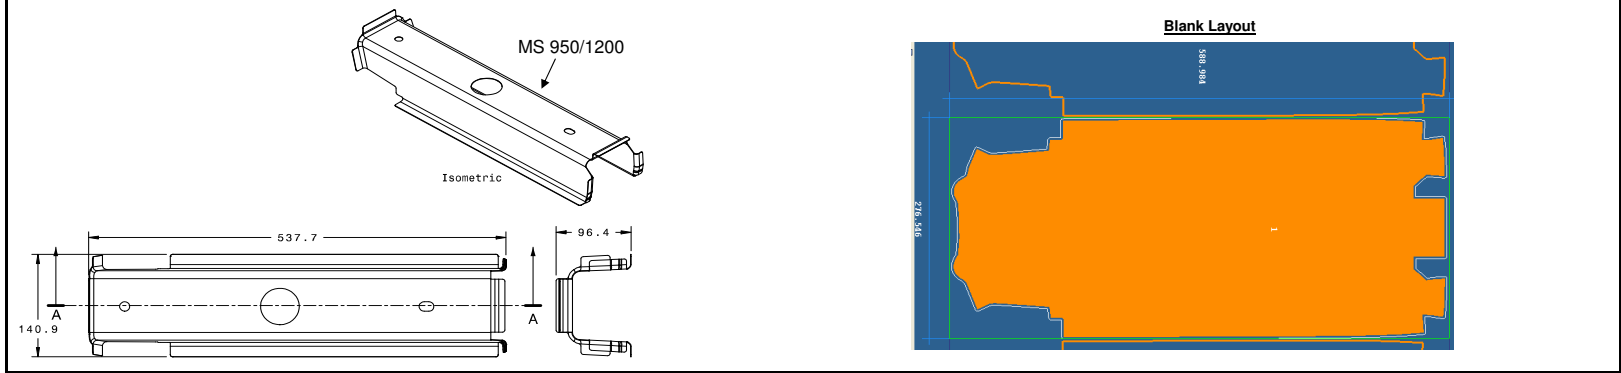 MS 950/1200
Isometric
537.7
96.4
A
A
140.9
Blank Layout
588.984
276.546
1